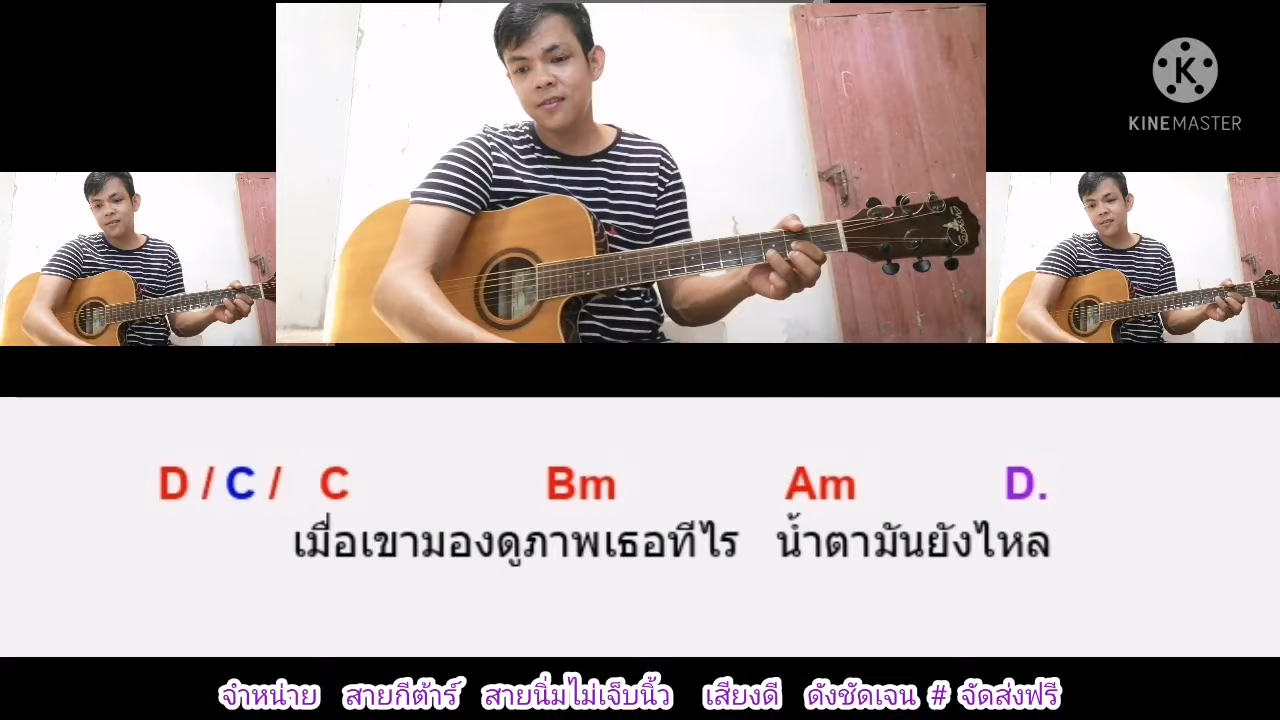 K
KINEMASTER
D / C / C Bm Am D.
เมื่อเขามองดูภาพเธอทีไร น้ำตามันยังไหล
จำหน่าย สายกีต้าร์ สายนิ่มไม่เจ็บนิ้ว เสียงดี ดังชัดเจน # จัดส่งฟรี